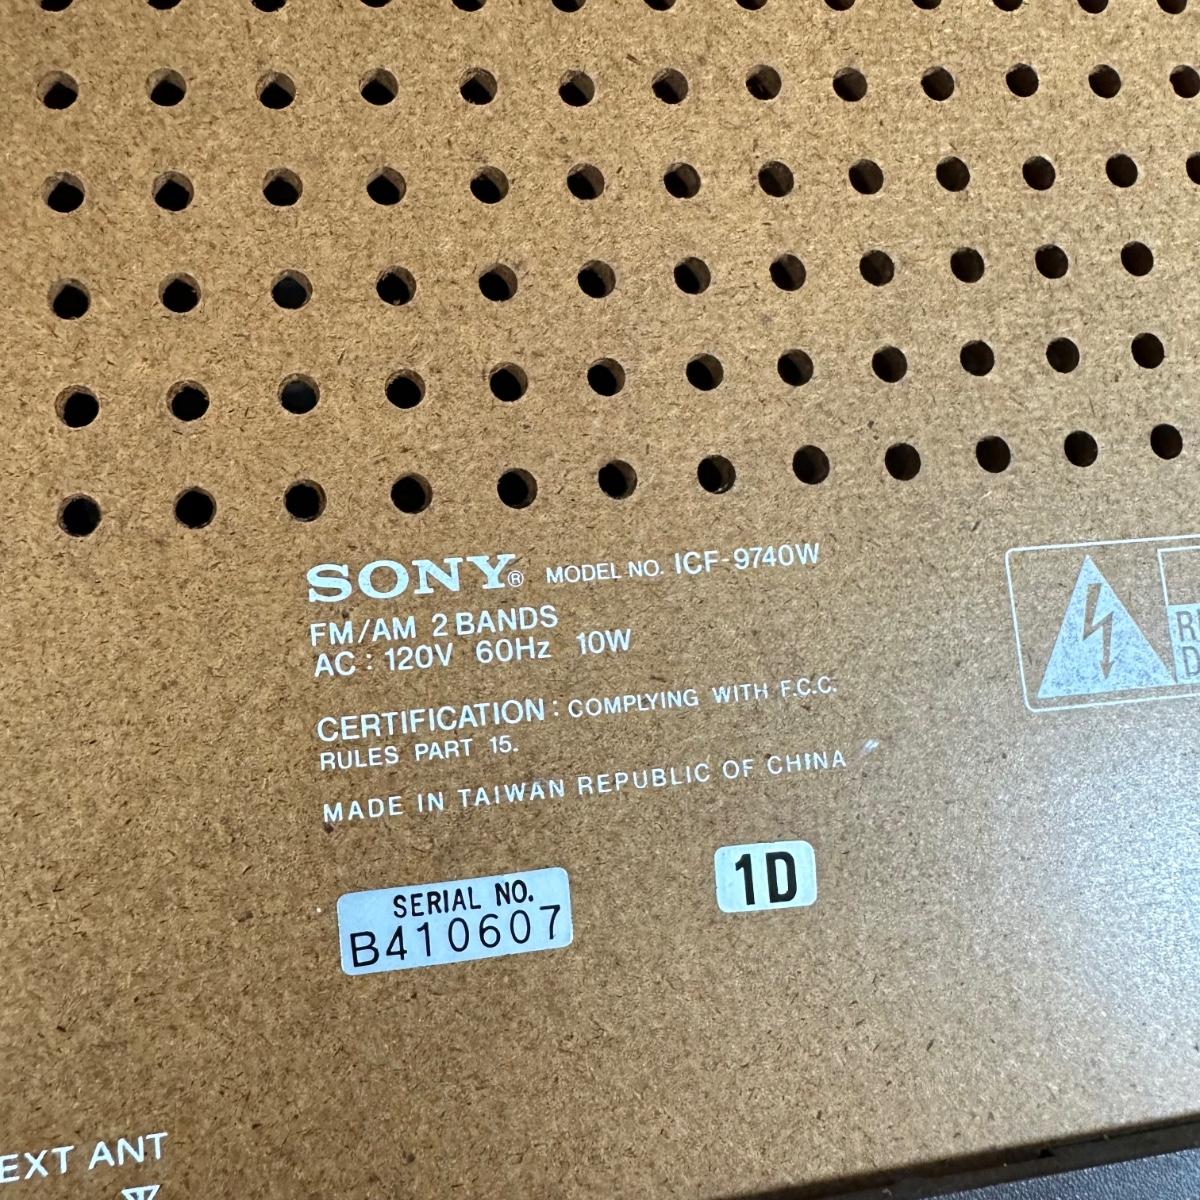 SONY® MODEL NO. ICF-9740W
FM/AM 2 BANDS
AC : 120V 60Hz 10W
CERTIFICATION : COMPLYING WITH F.C.C.
RULES PART 15.
MADE IN TAIWAN REPUBLIC OF CHINA
1D
SERIAL NO.
B410607
EXT ANT